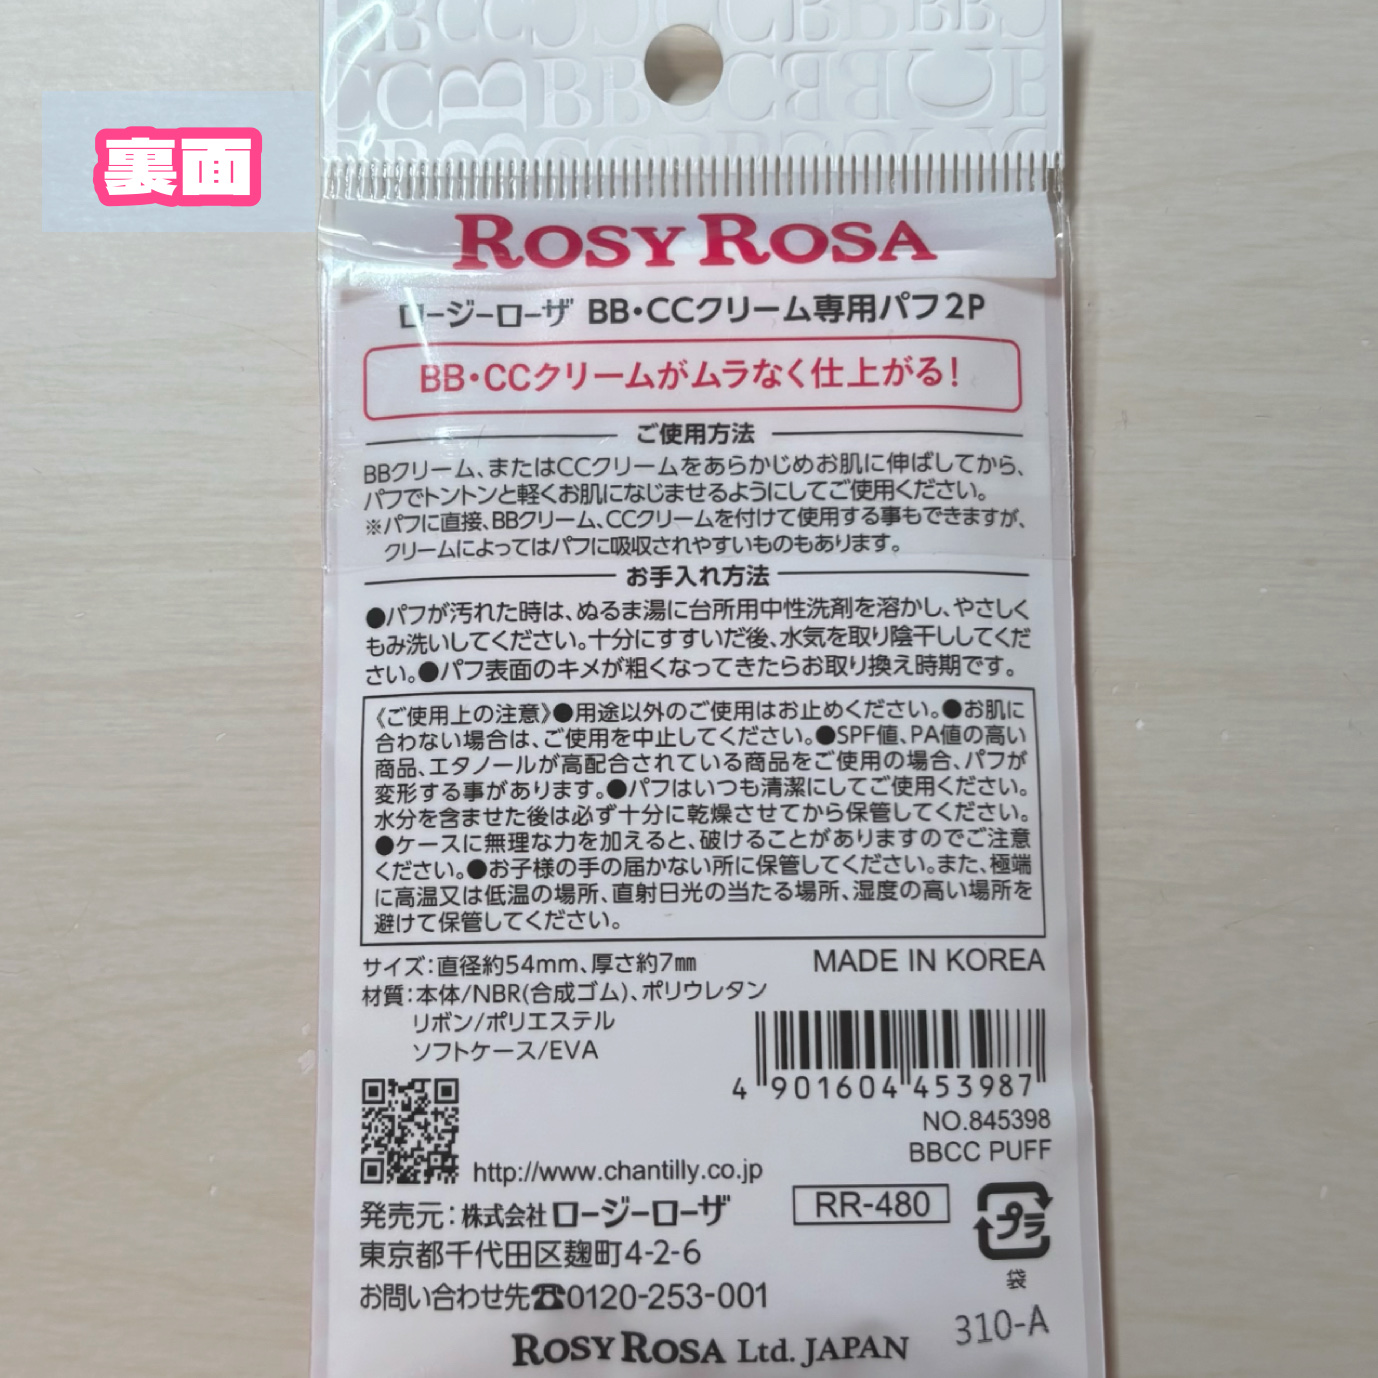 裏面
ROSY ROSA
ロージーローザ BB・CCクリーム専用パフ2P
BB・CCクリームがムラなく仕上がる!
ご使用方法
BBクリーム、またはCCクリームをあらかじめお肌に伸ばしてから、
パフでトントンと軽くお肌になじませるようにしてご使用ください。
※パフに直接、BBクリーム、CCクリームを付けて使用する事もできますが、
クリームによってはパフに吸収されやすいものもあります。
お手入れ方法
●パフが汚れた時は、ぬるま湯に台所用中性洗剤を溶かし、やさしく
もみ洗いしてください。十分にすすいだ後、水気を取り陰干ししてくだ
さい。●パフ表面のキメが粗くなってきたらお取り換え時期です。
《ご使用上の注意》●用途以外のご使用はお止めください。●お肌に
合わない場合は、ご使用を中止してください。●SPF値、PA値の高い
商品、エタノールが高配合されている商品をご使用の場合、パフが
変形する事があります。●パフはいつも清潔にしてご使用ください。
水分を含ませた後は必ず十分に乾燥させてから保管してください。
●ケースに無理な力を加えると、破けることがありますのでご注意
ください。●お子様の手の届かない所に保管してください。また、極端
に高温又は低温の場所、直射日光の当たる場所、湿度の高い場所を
避けて保管してください。
サイズ:直径約54mm、厚さ約7㎜
MADE IN KOREA
材質:本体/NBR(合成ゴム)、ポリウレタン
リボン/ポリエステル
ソフトケース/EVA
4 901604 453987
NO.845398
BBCC PUFF
http://www.chantilly.co.jp
RR-480
プラ
袋
発売元:株式会社ロージーローザ
東京都千代田区麹町4-2-6
お問い合わせ先☎0120-253-001
310-A
ROSY ROSA Ltd. JAPAN